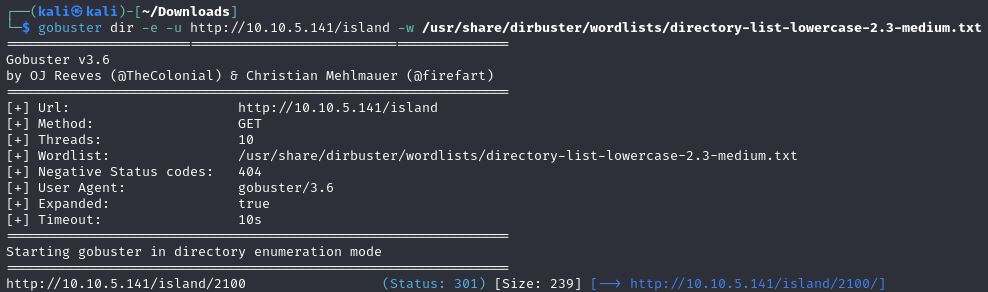 ┌──(kali㉿kali)-[~/Downloads]
└─$ gobuster dir -e -u http://10.10.5.141/island -w /usr/share/dirbuster/wordlists/directory-list-lowercase-2.3-medium.txt
===============================================================
Gobuster v3.6
by OJ Reeves (@TheColonial) & Christian Mehlmauer (@firefart)
===============================================================
[+] Url:                     http://10.10.5.141/island
[+] Method:                  GET
[+] Threads:                 10
[+] Wordlist:                /usr/share/dirbuster/wordlists/directory-list-lowercase-2.3-medium.txt
[+] Negative Status codes:   404
[+] User Agent:              gobuster/3.6
[+] Expanded:                true
[+] Timeout:                 10s
===============================================================
Starting gobuster in directory enumeration mode
===============================================================
http://10.10.5.141/island/2100                 (Status: 301) [Size: 239] [--> http://10.10.5.141/island/2100/]